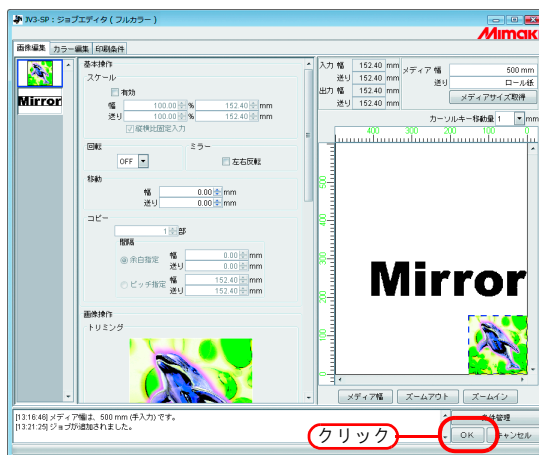 JV3-SP：ジョブエディタ ( フルカラー )
Mimaki
画像編集 カラー編集 印刷条件
Mirror
基本操作
スケール
有効
幅 100.00 % 152.40 mm
送り 100.00 % 152.40 mm
縦横比固定入力
回転
OFF
ミラー
左右反転
移動
幅 0.00 mm
送り 0.00 mm
コピー
1 部
間隔
余白指定 幅 0.00 mm
送り 0.00 mm
ピッチ指定 幅 152.40 mm
送り 152.40 mm
画像操作
トリミング
入力 幅 152.40 mm
送り 152.40 mm
出力 幅 152.40 mm
送り 152.40 mm
メディア 幅 500 mm
送り ロール紙
メディアサイズ取得
カーソルキー移動量 1 mm
400 300 200 100 0
500
400
300
200
100
0
Mirror
メディア幅 ズームアウト ズームイン
[13:16:46] メディア幅は、500 mm (手入力) です。
[13:21:25] ジョブが追加されました。
条件管理
クリック
OK
キャンセル